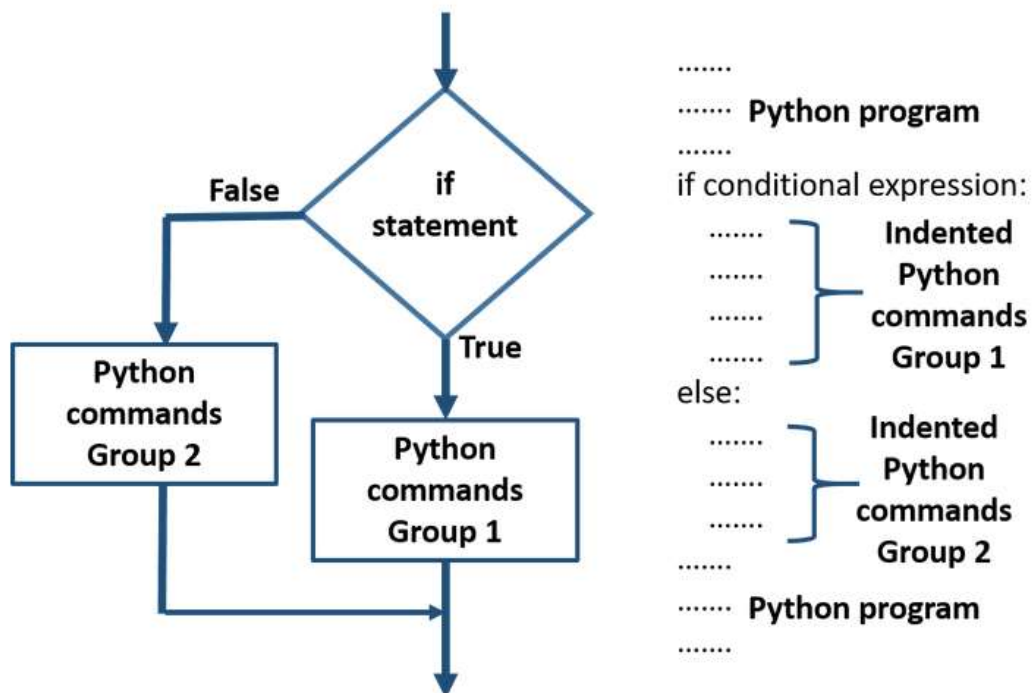 False
if
statement
True
Python
commands
Group 2
Python
commands
Group 1
.......
....... Python program
.......
if conditional expression:
.......
.......
.......
.......
Indented
Python
commands
Group 1
else:
.......
.......
.......
Indented
Python
commands
Group 2
.......
....... Python program
.......